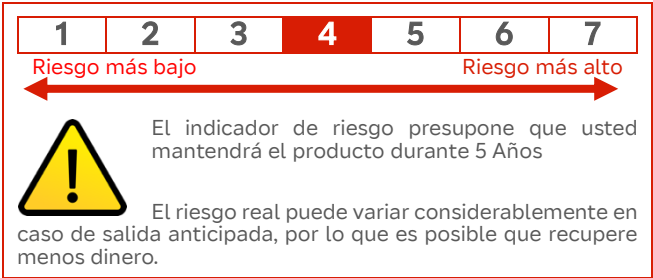 1 2 3 4 5 6 7
Riesgo más bajo Riesgo más alto
El indicador de riesgo presupone que usted
mantendrá el producto durante 5 Años
El riesgo real puede variar considerablemente en
caso de salida anticipada, por lo que es posible que recupere
menos dinero.